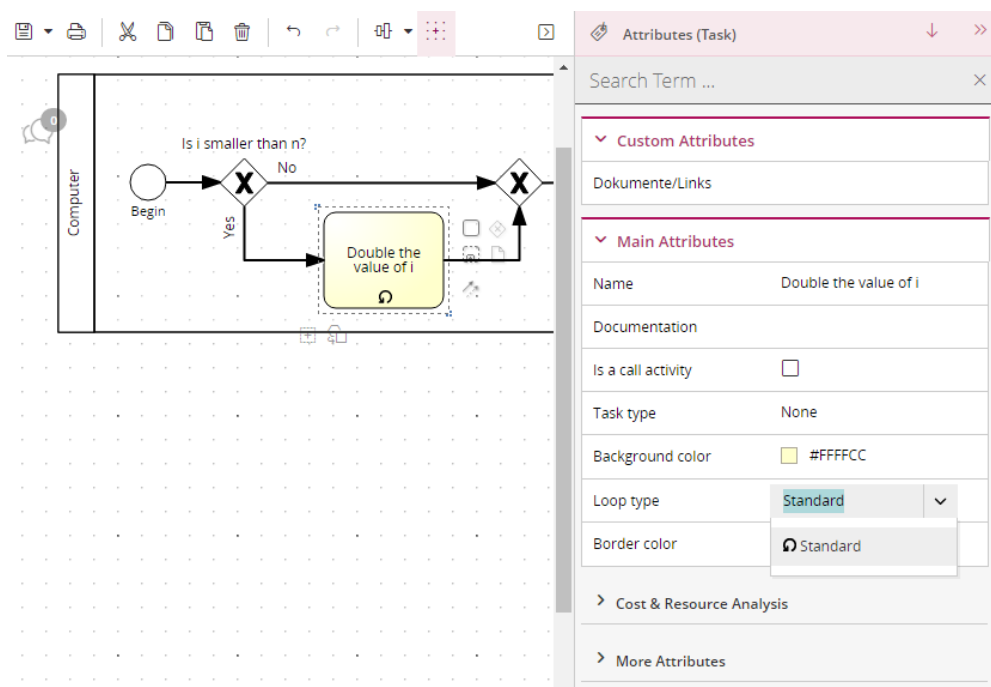 Attributes (Task)
Search Term ...
0
Computer
Is i smaller than n?
No
Begin
Yes
Double the
value of i
Custom Attributes
Dokumente/Links
Main Attributes
Name Double the value of i
Documentation
Is a call activity
Task type None
Background color #FFFFCC
Loop type Standard
Standard
Border color
Cost & Resource Analysis
More Attributes